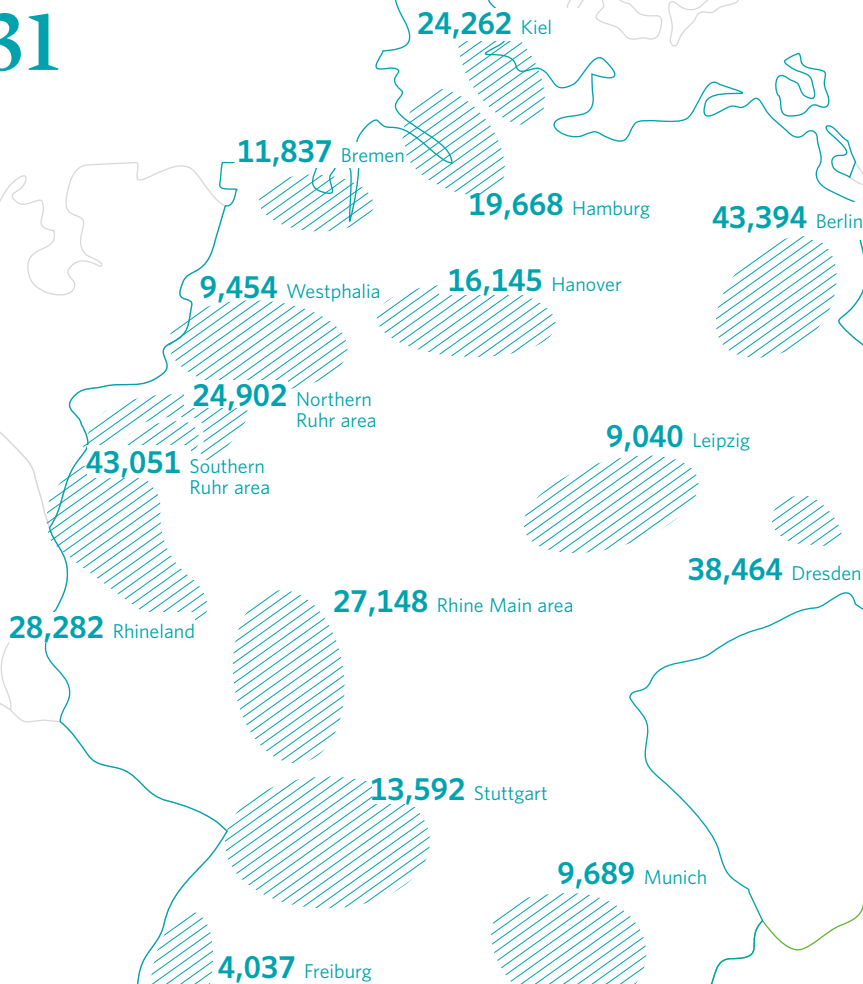 31
24,262 Kiel
11,837 Bremen
19,668 Hamburg
43,394 Berlin
9,454 Westphalia
16,145 Hanover
24,902 Northern
Ruhr area
9,040 Leipzig
43,051 Southern
Ruhr area
38,464 Dresden
27,148 Rhine Main area
28,282 Rhineland
13,592 Stuttgart
9,689 Munich
4,037 Freiburg